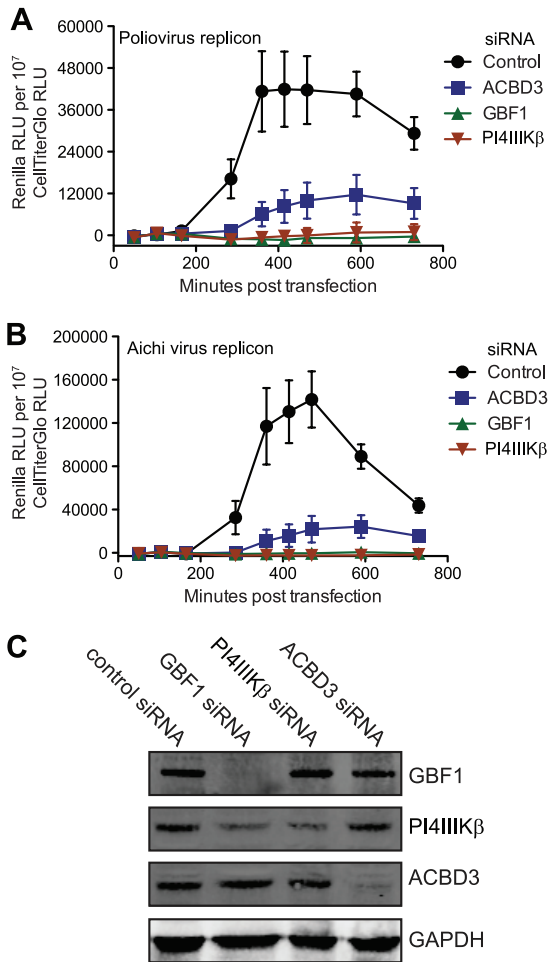 A
Poliovirus replicon
Renilla RLU per 10⁷
CellTiterGlo RLU
60000
48000
36000
24000
12000
0
0 200 400 600 800
Minutes post transfection
siRNA
Control
ACBD3
GBF1
PI4IIIKβ
B
Aichi virus replicon
Renilla RLU per 10⁷
CellTiterGlo RLU
200000
160000
120000
80000
40000
0
0 200 400 600 800
Minutes post transfection
siRNA
Control
ACBD3
GBF1
PI4IIIKβ
C
control siRNA
GBF1 siRNA
PI4IIIKβ siRNA
ACBD3 siRNA
GBF1
PI4IIIKβ
ACBD3
GAPDH